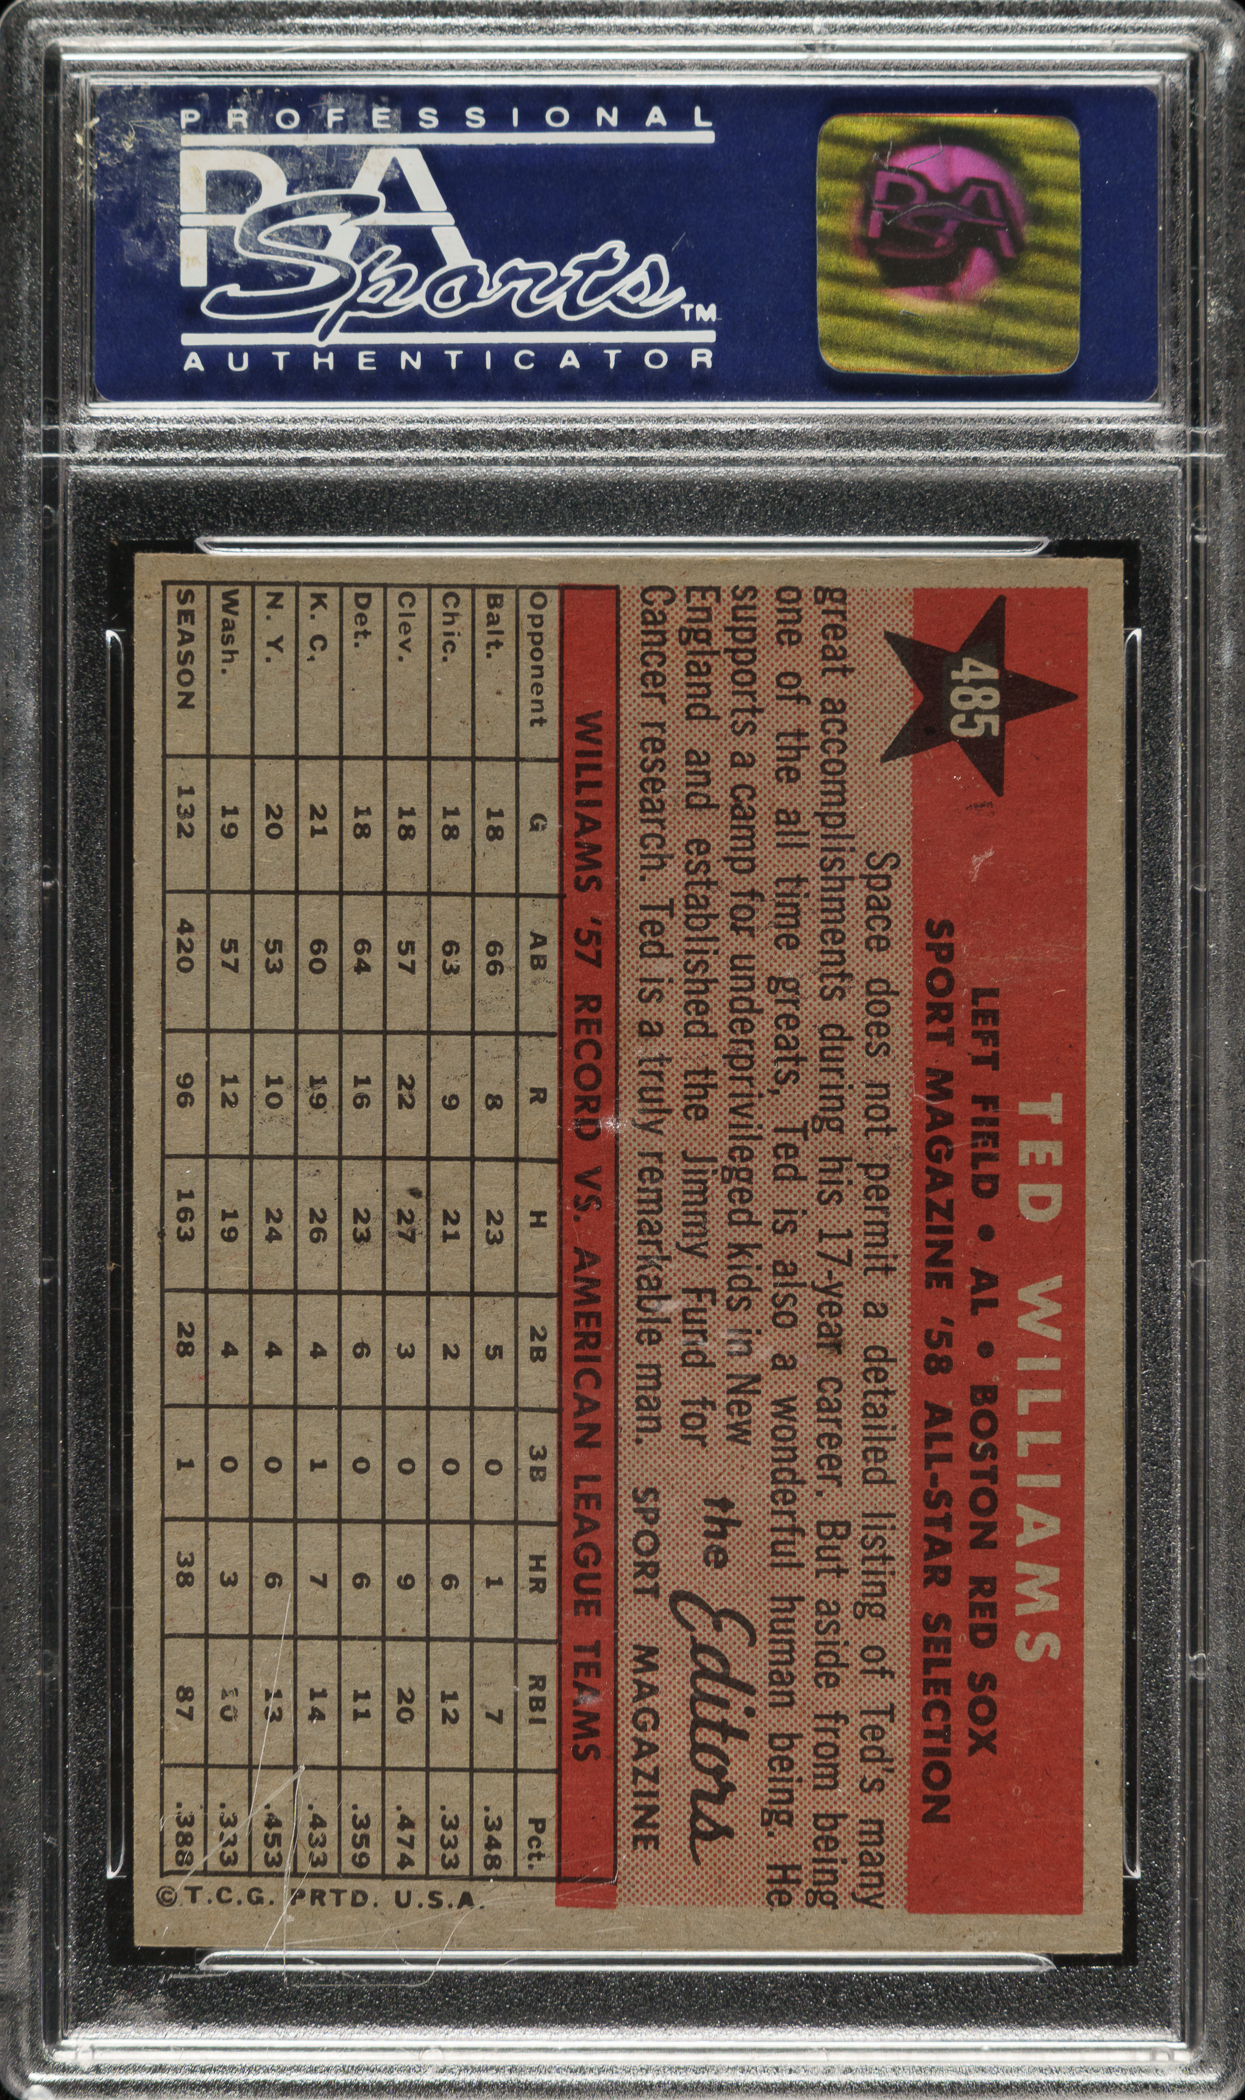 PROFESSIONAL
PSA
Sports™
AUTHENTICATOR
PSA
485
TED WILLIAMS
LEFT FIELD • AL • BOSTON RED SOX
SPORT MAGAZINE '58 ALL-STAR SELECTION
Space does not permit a detailed listing of Ted's many
great accomplishments during his 17-year career. But aside from being
one of the all time greats, Ted is also a wonderful human being. He
supports a camp for underprivileged kids in New
England and established the Jimmy Fund for
Cancer research. Ted is a truly remarkable man.
the Editors
SPORT MAGAZINE
WILLIAMS '57 RECORD VS. AMERICAN LEAGUE TEAMS
Opponent G AB R H 2B 3B HR RBI Pct.
Balt. 18 66 8 23 5 0 1 7 .348
Chic. 18 63 9 21 2 0 6 12 .333
Clev. 18 57 22 27 3 0 9 20 .474
Det. 18 64 16 23 6 0 6 11 .359
K. C. 21 60 19 26 4 1 7 14 .433
N. Y. 20 53 10 24 4 0 6 13 .453
Wash. 19 57 12 19 4 0 3 10 .333
SEASON 132 420 96 163 28 1 38 87 .388
© T.C.G. PRTD. U.S.A.